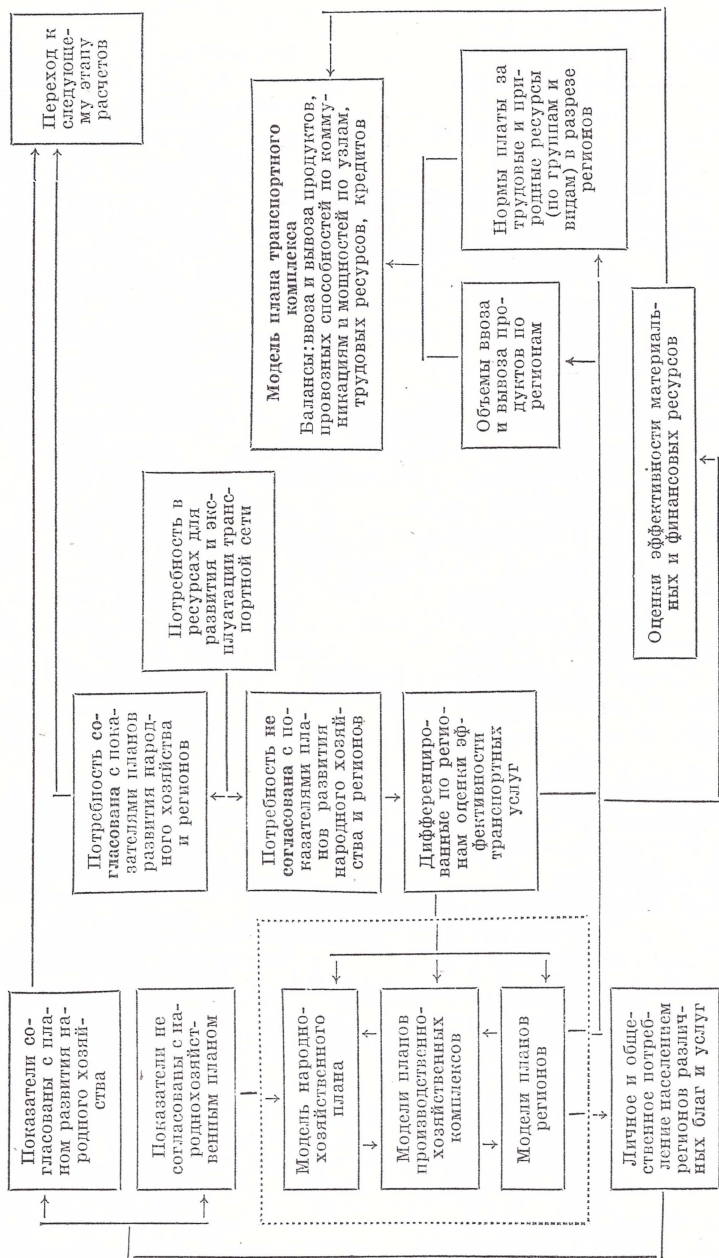 Показатели со-
гласованы с пла-
ном развития на-
родного хозяй-
ства
Показатели не
согласованы с на-
роднохозяйст-
венным планом
Модель народно-
хозяйственного
плана
Модели планов
производственно-
хозяйственных
комплексов
Модели планов
регионов
Личное и обще-
ственное потреб-
ление населением
регионов различ-
ных благ и услуг
Потребность со-
гласована с пока-
зателями планов
развития народ-
ного хозяйства
и регионов
Потребность не
согласована с по-
казателями пла-
нов развития
народного хозяй-
ства и регионов
Дифференциро-
ванные по регио-
нам оценки эф-
фективности
транспортных
услуг
Потребность в
ресурсах для
развития и экс-
плуатации транс-
портной сети
Переход к
следующе-
му этапу
расчетов
Модель плана транспортного
комплекса
Балансы:ввоза и вывоза продуктов,
провозных способностей по комму-
никациям и мощностей по узлам,
трудовых ресурсов, кредитов
Объемы ввоза
и вывоза про-
дуктов по
регионам
Нормы платы за
трудовые и при-
родные ресурсы
(по группам и
видам) в разрезе
регионов
Оценки эффективности материаль-
ных и финансовых ресурсов